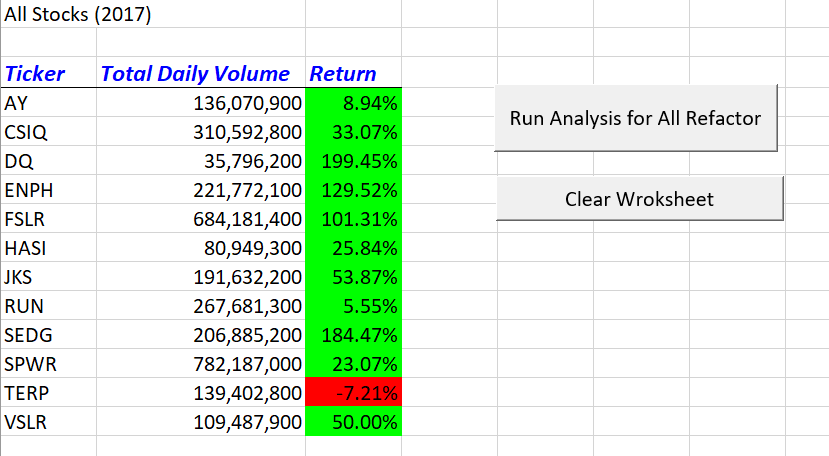 All Stocks (2017)
Ticker Total Daily Volume Return
AY 136,070,900 8.94%
CSIQ 310,592,800 33.07%
DQ 35,796,200 199.45%
ENPH 221,772,100 129.52%
FSLR 684,181,400 101.31%
HASI 80,949,300 25.84%
JKS 191,632,200 53.87%
RUN 267,681,300 5.55%
SEDG 206,885,200 184.47%
SPWR 782,187,000 23.07%
TERP 139,402,800 -7.21%
VSLR 109,487,900 50.00%
Run Analysis for All Refactor
Clear Wroksheet